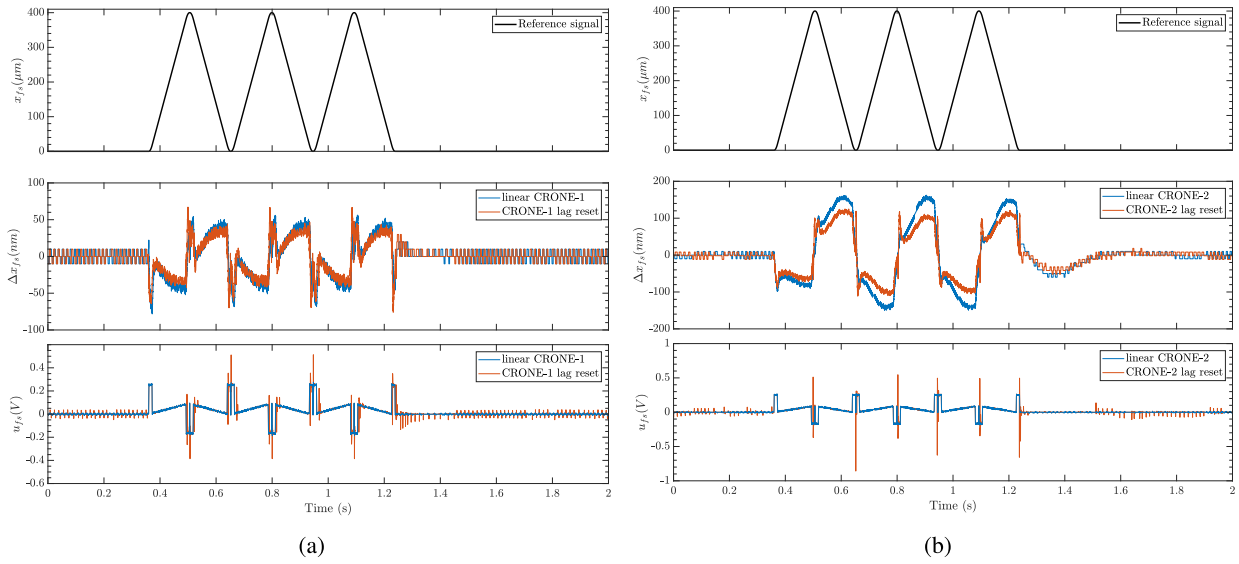 400
300
200
100
0
x_fs(μm)
Reference signal
100
50
0
-50
-100
Δx_fs(nm)
linear CRONE-1
CRONE-1 lag reset
0.4
0.2
0
-0.2
-0.4
-0.6
u_fs(V)
linear CRONE-1
CRONE-1 lag reset
0 0.2 0.4 0.6 0.8 1 1.2 1.4 1.6 1.8 2
Time (s)
(a)
400
300
200
100
0
x_fs(μm)
Reference signal
200
100
0
-100
-200
Δx_fs(nm)
linear CRONE-2
CRONE-2 lag reset
1
0.5
0
-0.5
-1
u_fs(V)
linear CRONE-2
CRONE-2 lag reset
0 0.2 0.4 0.6 0.8 1 1.2 1.4 1.6 1.8 2
Time (s)
(b)